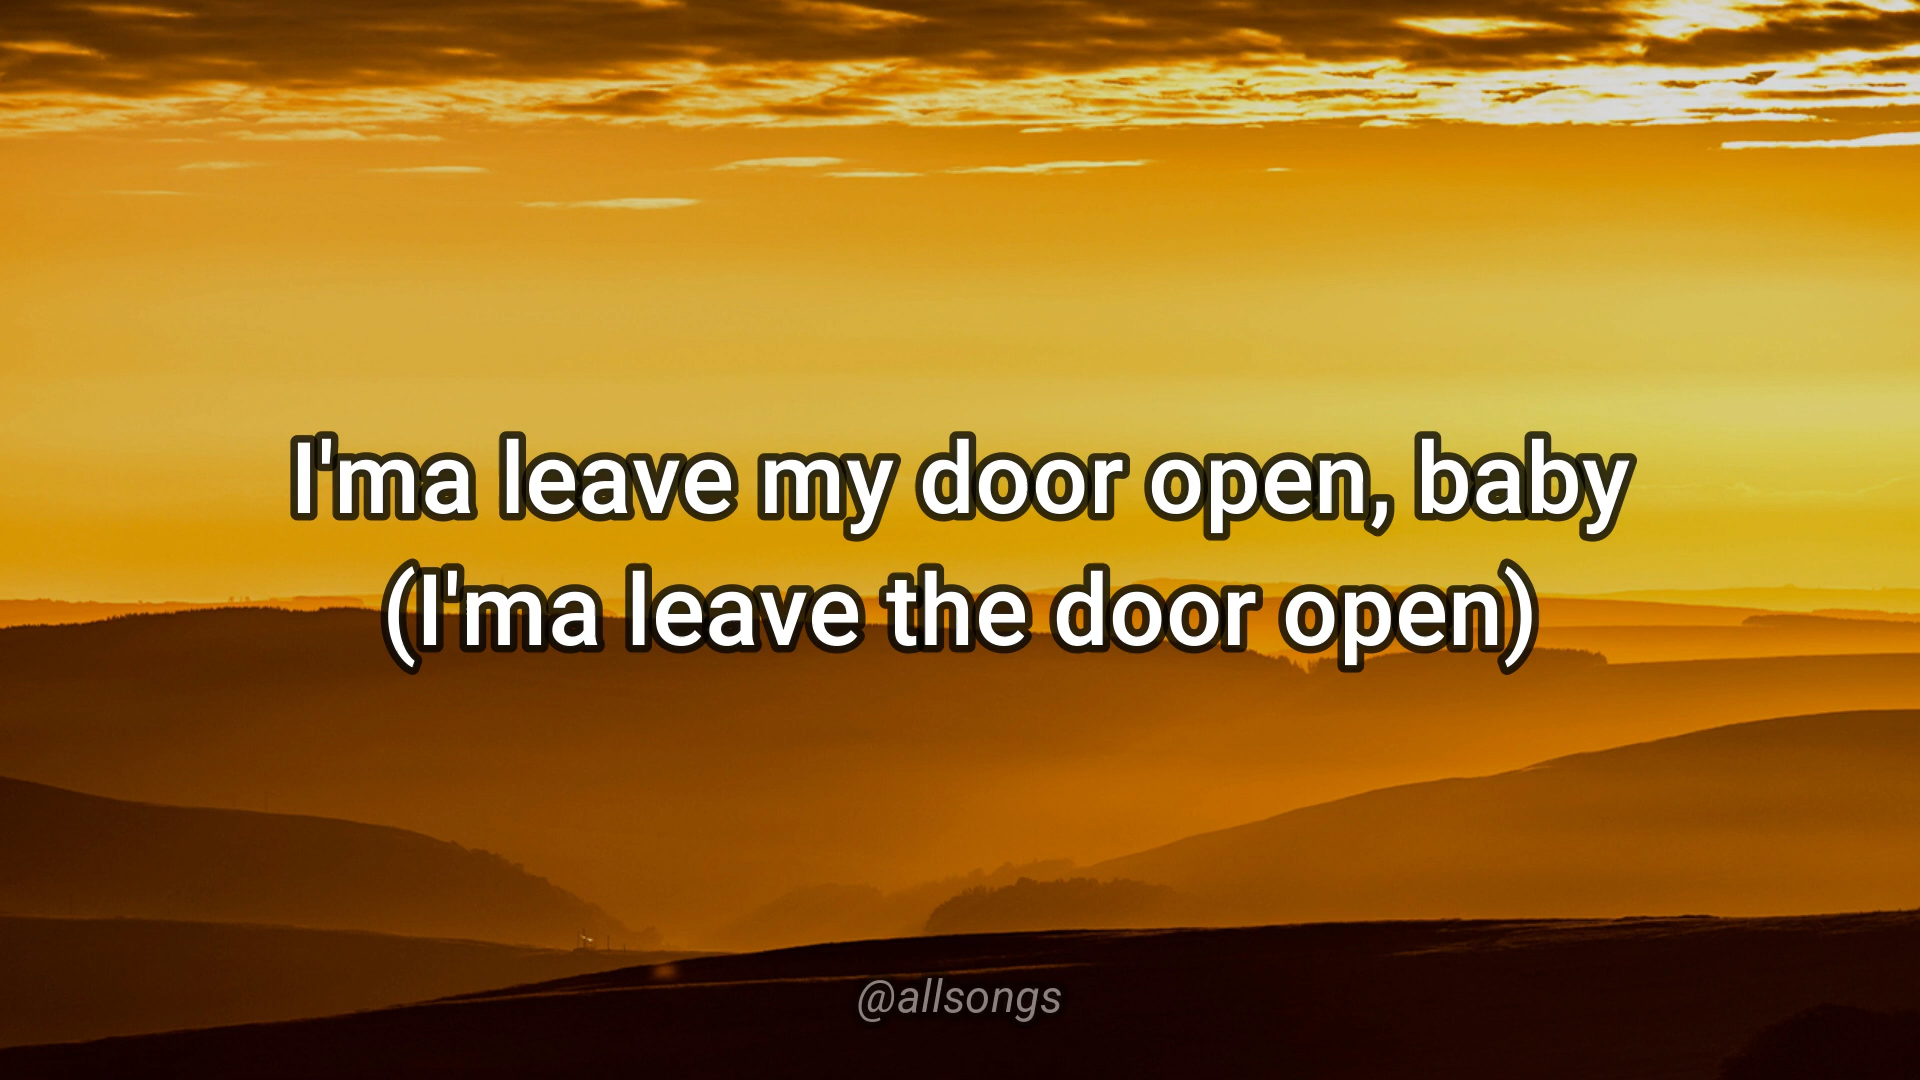 I'ma leave my door open, baby
(I'ma leave the door open)
@allsongs